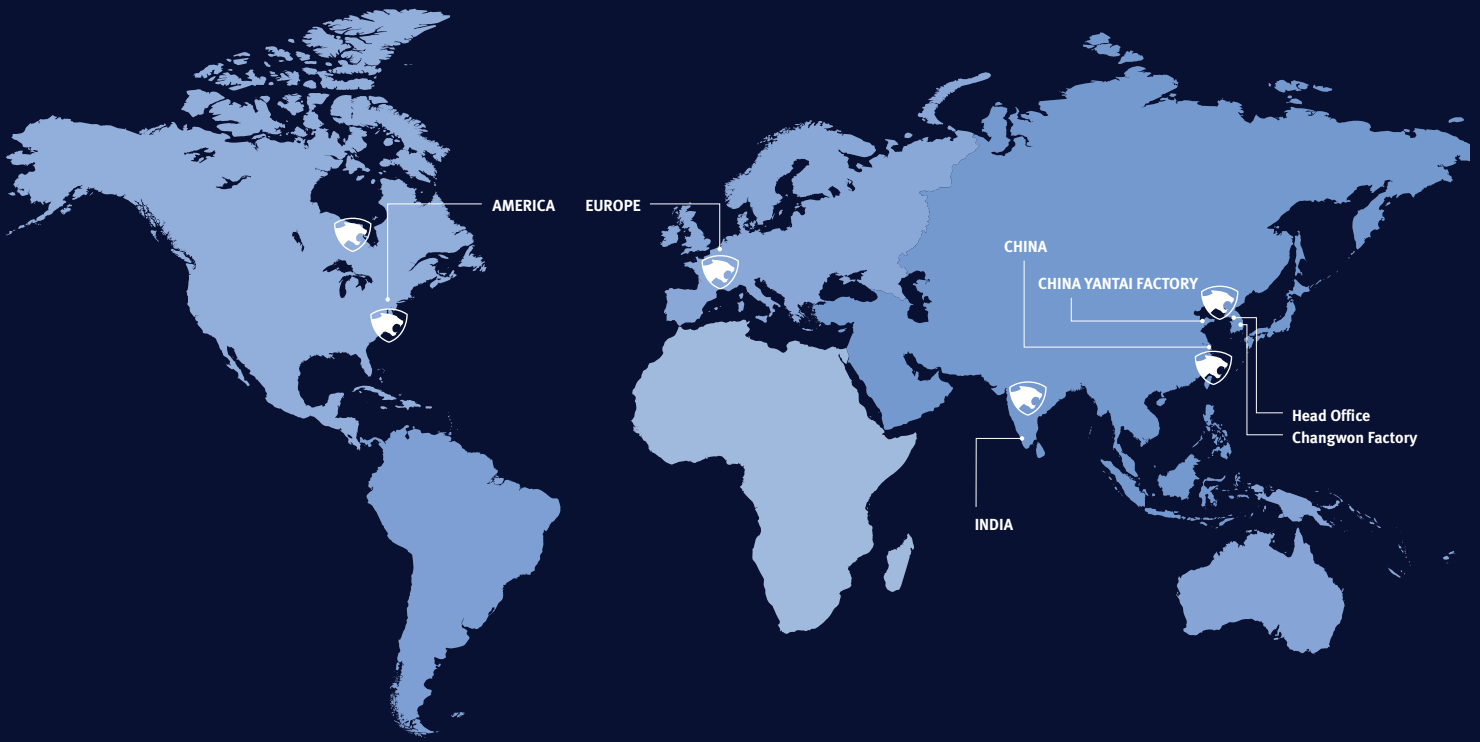 AMERICA
EUROPE
CHINA
CHINA YANTAI FACTORY
Head Office
Changwon Factory
INDIA